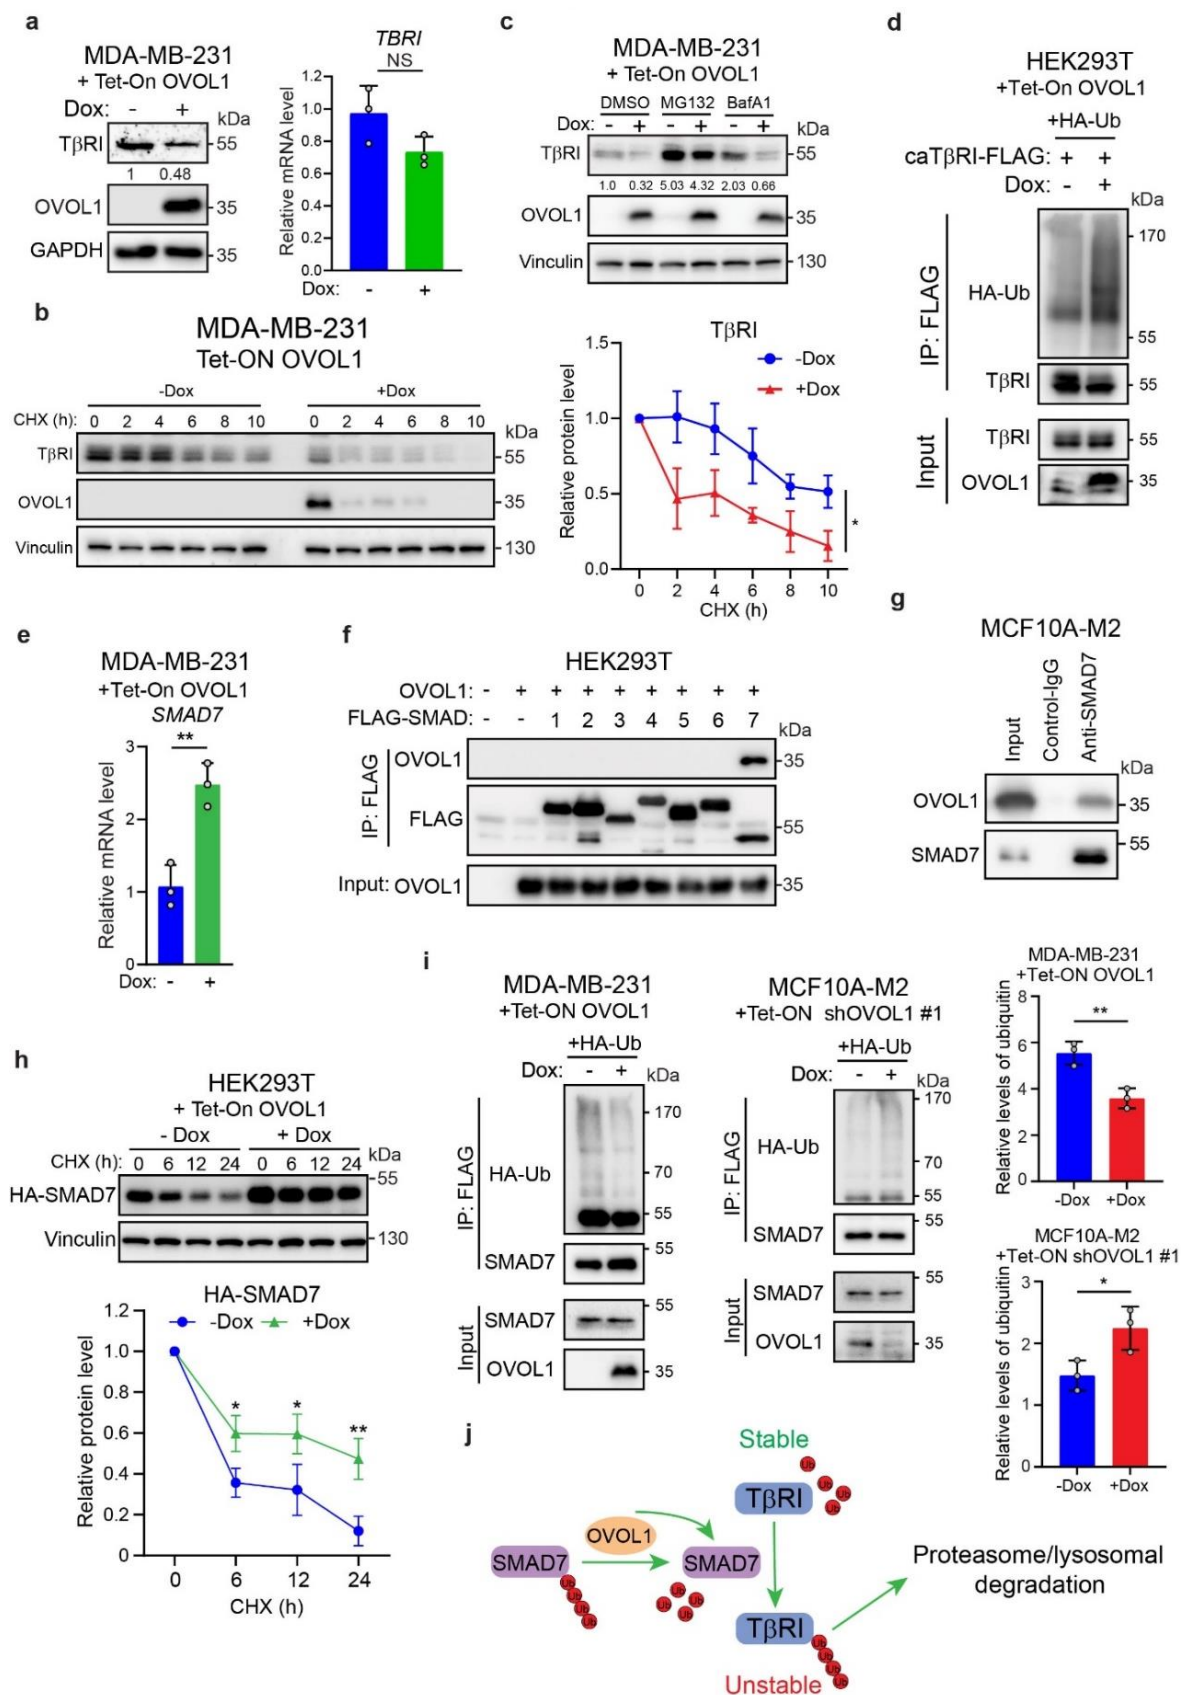 a
MDA-MB-231
+ Tet-On OVOL1
Dox: - +
kDa
TβRI
55
1 0.48
OVOL1
35
GAPDH
35
TBRI
NS
Relative mRNA level
1.2
1.0
0.8
0.6
0.4
0.2
0.0
Dox: - +
b
MDA-MB-231
Tet-ON OVOL1
-Dox +Dox
CHX (h): 0 2 4 6 8 10 0 2 4 6 8 10
kDa
TβRI
55
OVOL1
35
Vinculin
130
TβRI
-Dox
+Dox
Relative protein level
1.5
1.0
0.5
0.0
*
0 2 4 6 8 10
CHX (h)
c
MDA-MB-231
+ Tet-On OVOL1
DMSO MG132 BafA1
Dox: - + - + - +
kDa
TβRI
55
1.0 0.32 5.03 4.32 2.03 0.66
OVOL1
35
Vinculin
130
d
HEK293T
+Tet-On OVOL1
+HA-Ub
caTβRI-FLAG: + +
Dox: - +
kDa
IP: FLAG
170
HA-Ub
55
TβRI
55
Input
TβRI
55
OVOL1
35
e
MDA-MB-231
+Tet-On OVOL1
SMAD7
**
Relative mRNA level
3
2
1
0
Dox: - +
f
HEK293T
OVOL1: - + + + + + + + +
FLAG-SMAD: - - 1 2 3 4 5 6 7
kDa
IP: FLAG
OVOL1
35
FLAG
55
Input: OVOL1
35
g
MCF10A-M2
Input
Control-IgG
Anti-SMAD7
kDa
OVOL1
35
55
SMAD7
h
HEK293T
+ Tet-On OVOL1
- Dox + Dox
CHX (h): 0 6 12 24 0 6 12 24
kDa
55
HA-SMAD7
Vinculin
130
HA-SMAD7
-Dox +Dox
Relative protein level
1.2
1.0
0.8
0.6
0.4
0.2
0
* * **
0 6 12 24
CHX (h)
i
MDA-MB-231
+Tet-ON OVOL1
+HA-Ub
Dox: - +
kDa
IP: FLAG
170
HA-Ub
70
55
55
SMAD7
Input
55
SMAD7
OVOL1
35
MCF10A-M2
+Tet-ON shOVOL1 #1
+HA-Ub
Dox: - +
kDa
IP: FLAG
170
HA-Ub
70
55
55
SMAD7
Input
55
SMAD7
OVOL1
35
MDA-MB-231
+Tet-ON OVOL1
Relative levels of ubiquitin
8
6
4
2
0
**
-Dox +Dox
MCF10A-M2
+Tet-ON shOVOL1 #1
Relative levels of ubiquitin
3
2
1
0
*
-Dox +Dox
j
Stable
Ub
Ub
Ub
Ub
TβRI
OVOL1
SMAD7
SMAD7
Ub
Ub
Ub
Ub
Ub
Ub
Ub
Ub
TβRI
Ub
Ub
Ub
Ub
Unstable
Proteasome/lysosomal
degradation